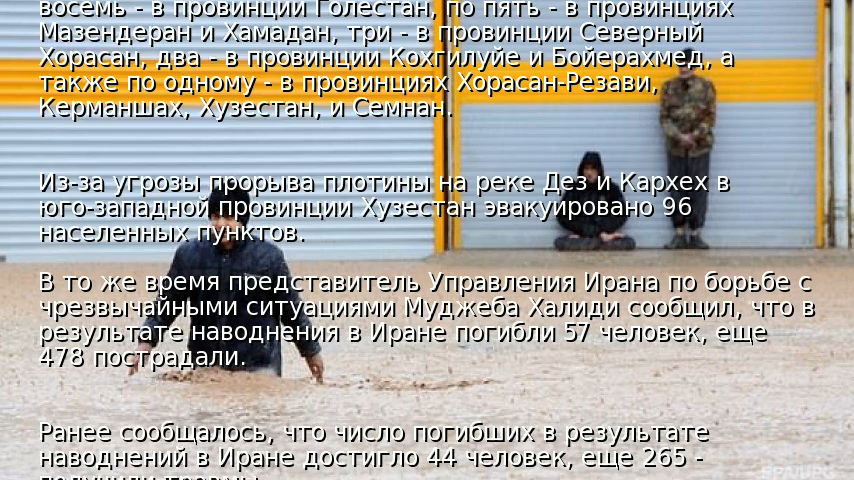 восемь - в провинции Голестан, по пять - в провинциях
Мазендеран и Хамадан, три - в провинции Северный
Хорасан, два - в провинции Кохгилуйе и Бойерахмед, а
также по одному - в провинциях Хорасан-Резави,
Керманшах, Хузестан, и Семнан.
Из-за угрозы прорыва плотины на реке Дез и Кархех в
юго-западной провинции Хузестан эвакуировано 96
населенных пунктов.
В то же время представитель Управления Ирана по борьбе с
чрезвычайными ситуациями Муджеба Халиди сообщил, что в
результате наводнения в Иране погибли 57 человек, еще
478 пострадали.
Ранее сообщалось, что число погибших в результате
наводнений в Иране достигло 44 человек, еще 265 -
получили травмы.
EPA/UPG